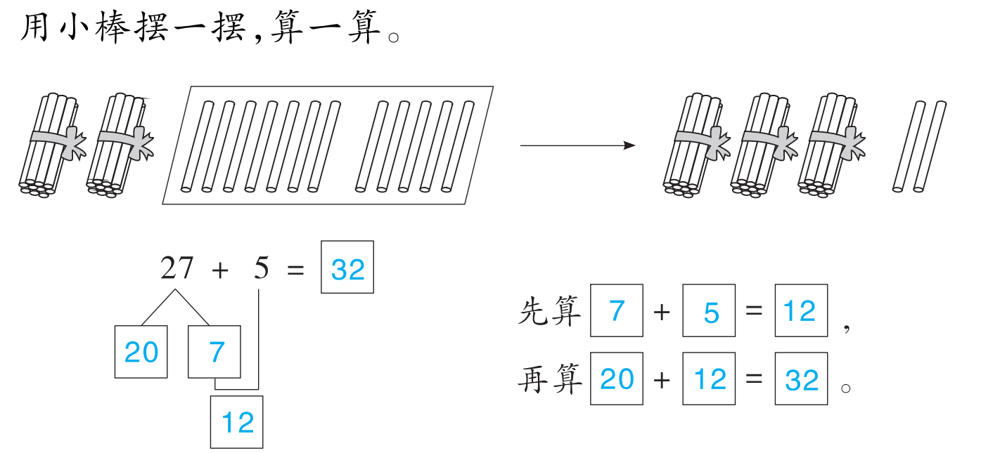 用小棒摆一摆,算一算。
27 + 5 = 32
20 7
12
先算 7 + 5 = 12 ,
再算 20 + 12 = 32 。